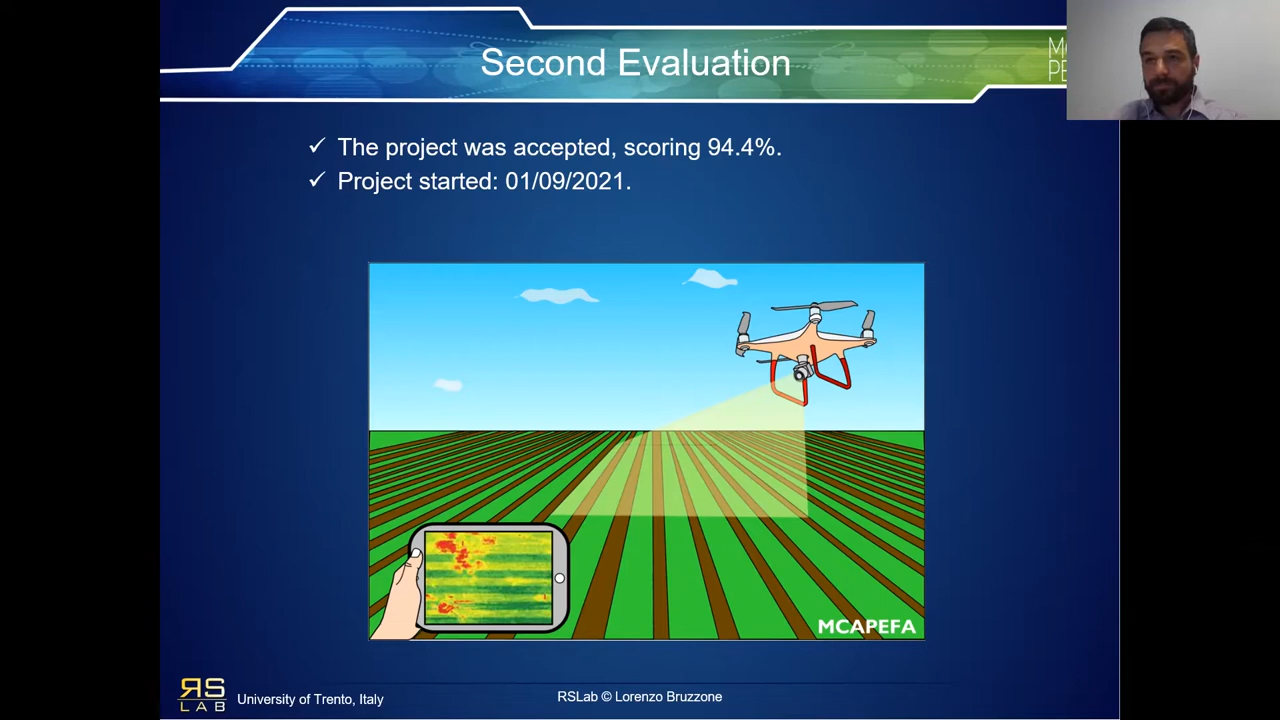 Second Evaluation
✓ The project was accepted, scoring 94.4%.
✓ Project started: 01/09/2021.
MCAPEFA
RS
LAB
University of Trento, Italy
RSLab © Lorenzo Bruzzone